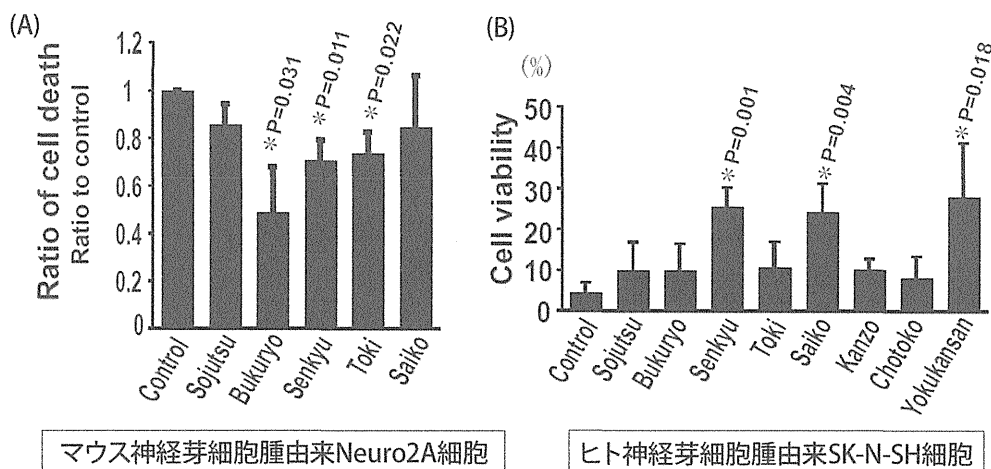 (A)
Ratio of cell death
Ratio to control
1.2
1
0.8
0.6
0.4
0.2
0
*P=0.031
*P=0.011
*P=0.022
Control
Sojutsu
Bukuryo
Senkyu
Toki
Saiko
マウス神経芽細胞腫由来Neuro2A細胞
(B)
(%)
Cell viability
50
40
30
20
10
0
*P=0.001
*P=0.004
*P=0.018
Control
Sojutsu
Bukuryo
Senkyu
Toki
Saiko
Kanzo
Chotoko
Yokukansan
ヒト神経芽細胞腫由来SK-N-SH細胞